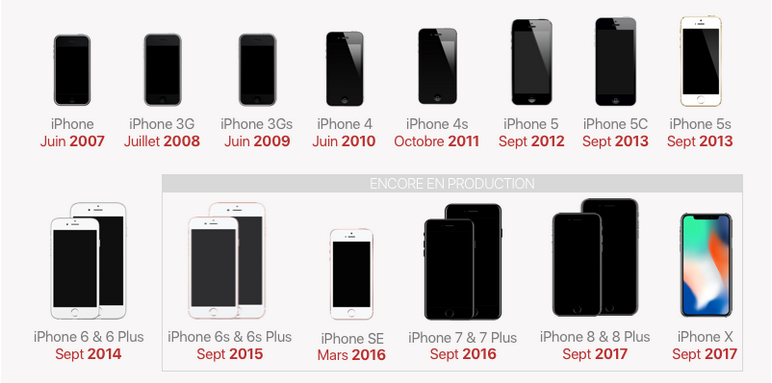 iPhone
Juin 2007
iPhone 3G
Juillet 2008
iPhone 3Gs
Juin 2009
iPhone 4
Juin 2010
iPhone 4s
Octobre 2011
iPhone 5
Sept 2012
iPhone 5C
Sept 2013
iPhone 5s
Sept 2013
ENCORE EN PRODUCTION
iPhone 6 & 6 Plus
Sept 2014
iPhone 6s & 6s Plus
Sept 2015
iPhone SE
Mars 2016
iPhone 7 & 7 Plus
Sept 2016
iPhone 8 & 8 Plus
Sept 2017
iPhone X
Sept 2017